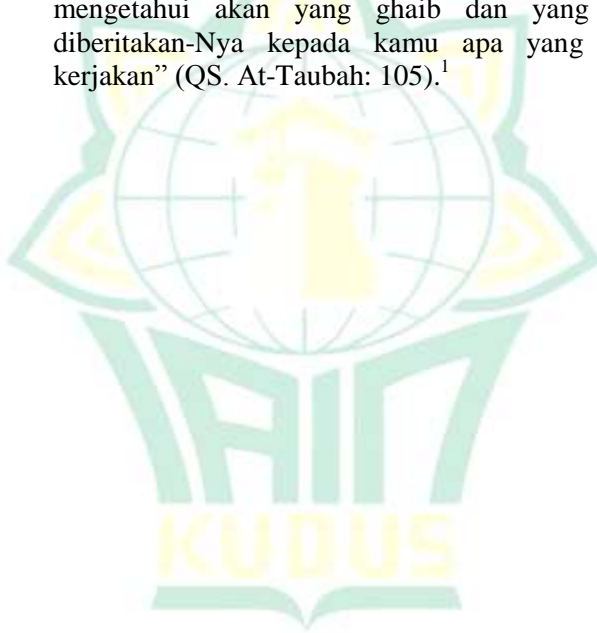 mengetahui akan yang ghaib dan yang
diberitakan-Nya kepada kamu apa yang
kerjakan” (QS. At-Taubah: 105).¹
IAIN
KUDUS